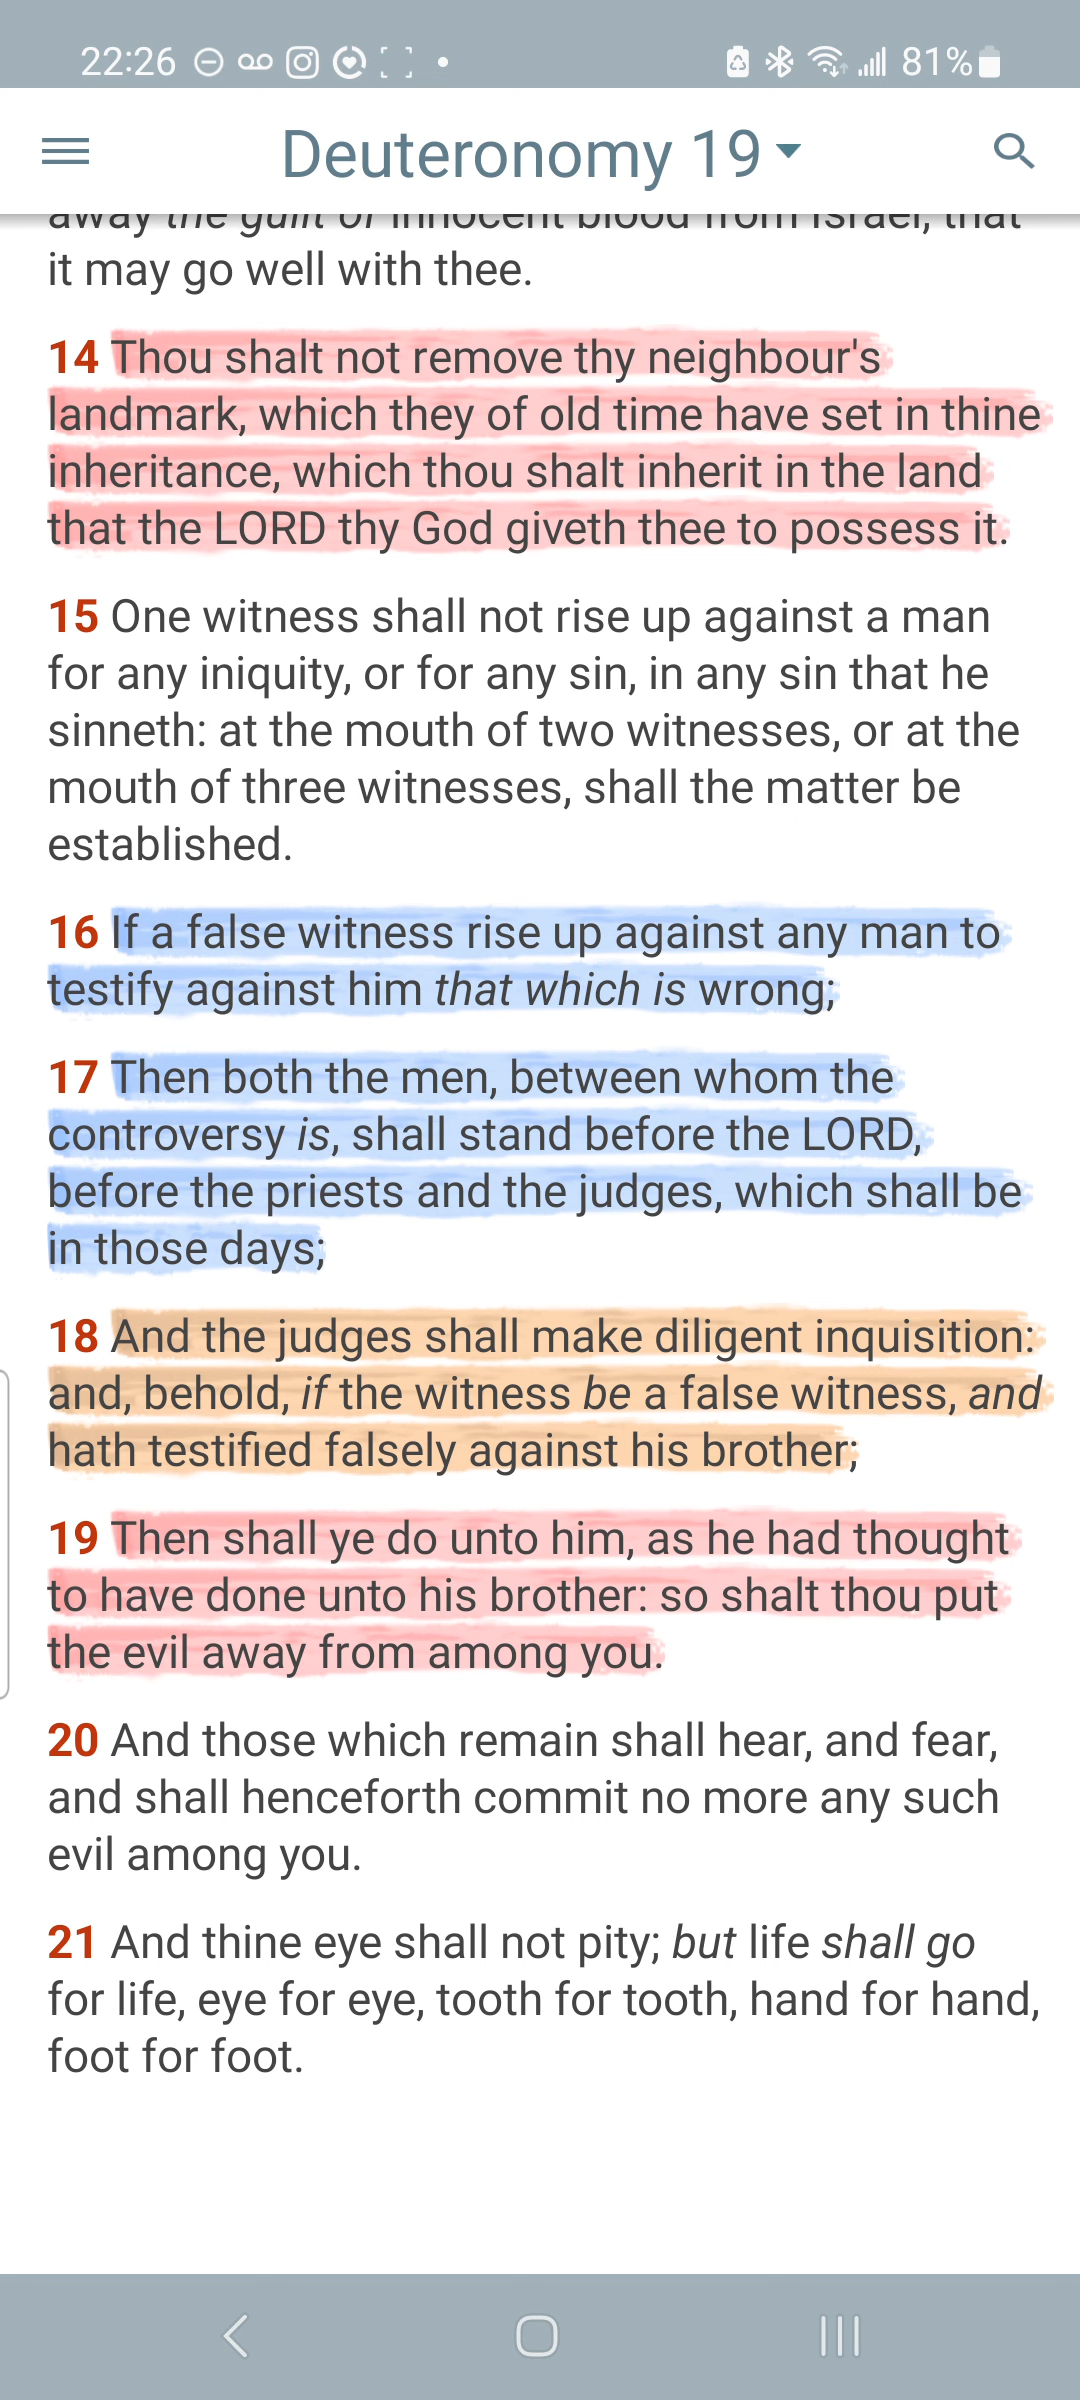 22:26 81%
Deuteronomy 19
away the guilt of innocent blood from Israel, that
it may go well with thee.
14 Thou shalt not remove thy neighbour's
landmark, which they of old time have set in thine
inheritance, which thou shalt inherit in the land
that the LORD thy God giveth thee to possess it.
15 One witness shall not rise up against a man
for any iniquity, or for any sin, in any sin that he
sinneth: at the mouth of two witnesses, or at the
mouth of three witnesses, shall the matter be
established.
16 If a false witness rise up against any man to
testify against him that which is wrong;
17 Then both the men, between whom the
controversy is, shall stand before the LORD,
before the priests and the judges, which shall be
in those days;
18 And the judges shall make diligent inquisition:
and, behold, if the witness be a false witness, and
hath testified falsely against his brother;
19 Then shall ye do unto him, as he had thought
to have done unto his brother: so shalt thou put
the evil away from among you.
20 And those which remain shall hear, and fear,
and shall henceforth commit no more any such
evil among you.
21 And thine eye shall not pity; but life shall go
for life, eye for eye, tooth for tooth, hand for hand,
foot for foot.